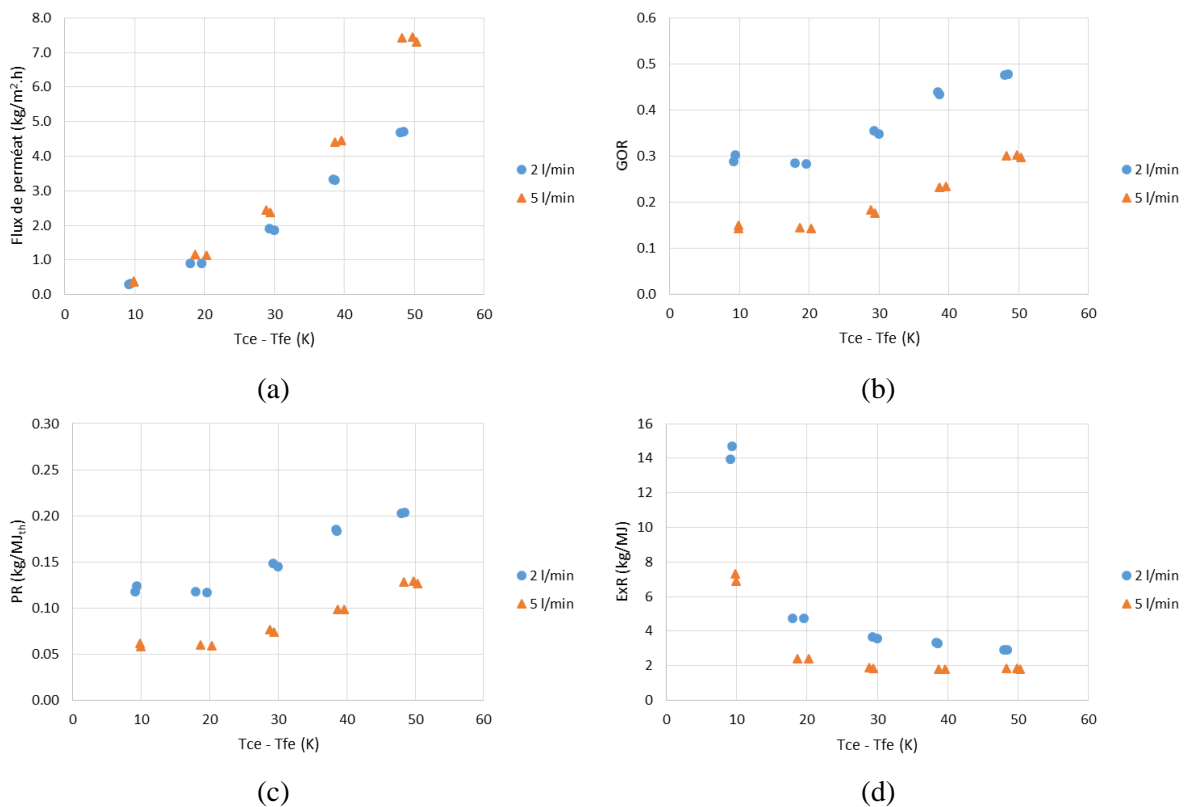 8.0
7.0
6.0
5.0
4.0
3.0
2.0
1.0
0.0
Flux de perméat (kg/m².h)
0 10 20 30 40 50 60
Tce - Tfe (K)
2 l/min
5 l/min
(a)
0.6
0.5
0.4
0.3
0.2
0.1
0.0
GOR
0 10 20 30 40 50 60
Tce - Tfe (K)
2 l/min
5 l/min
(b)
0.30
0.25
0.20
0.15
0.10
0.05
0.00
PR (kg/MJth)
0 10 20 30 40 50 60
Tce - Tfe (K)
2 l/min
5 l/min
(c)
16
14
12
10
8
6
4
2
0
ExR (kg/MJ)
0 10 20 30 40 50 60
Tce - Tfe (K)
2 l/min
5 l/min
(d)